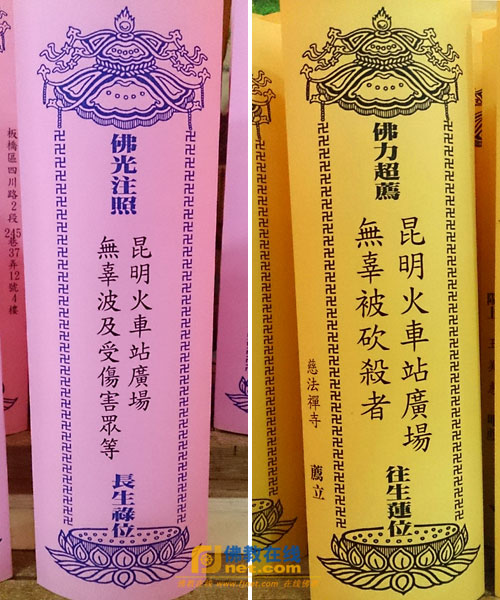 佛光注照
昆明火車站廣場
無辜波及受傷害眾等
長生祿位
板橋區四川路2段245巷37弄12號4樓
佛力超薦
昆明火車站廣場
無辜被砍殺者
慈法禪寺 薦立
往生蓮位
佛教在线
fjnet.com